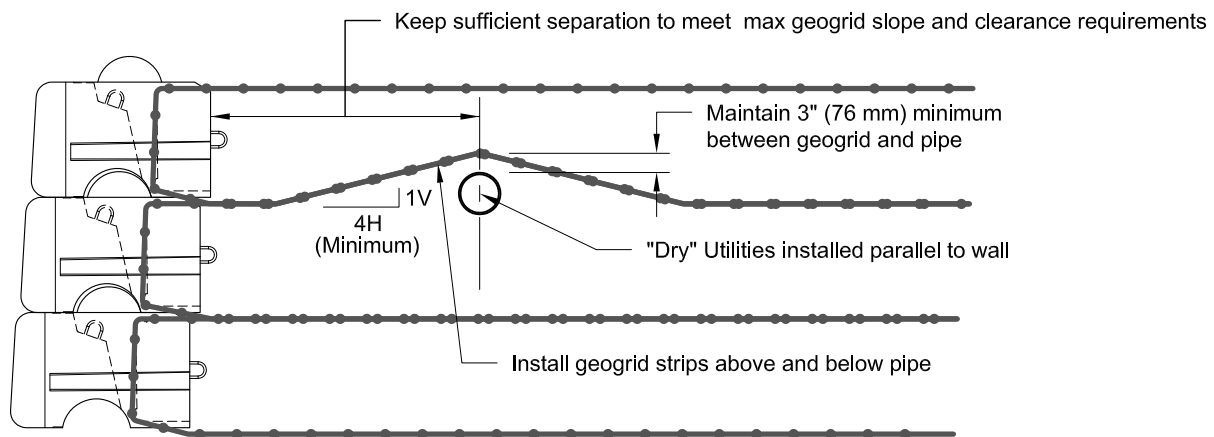 Keep sufficient separation to meet max geogrid slope and clearance requirements
Maintain 3" (76 mm) minimum
between geogrid and pipe
1V
4H
(Minimum)
"Dry" Utilities installed parallel to wall
Install geogrid strips above and below pipe